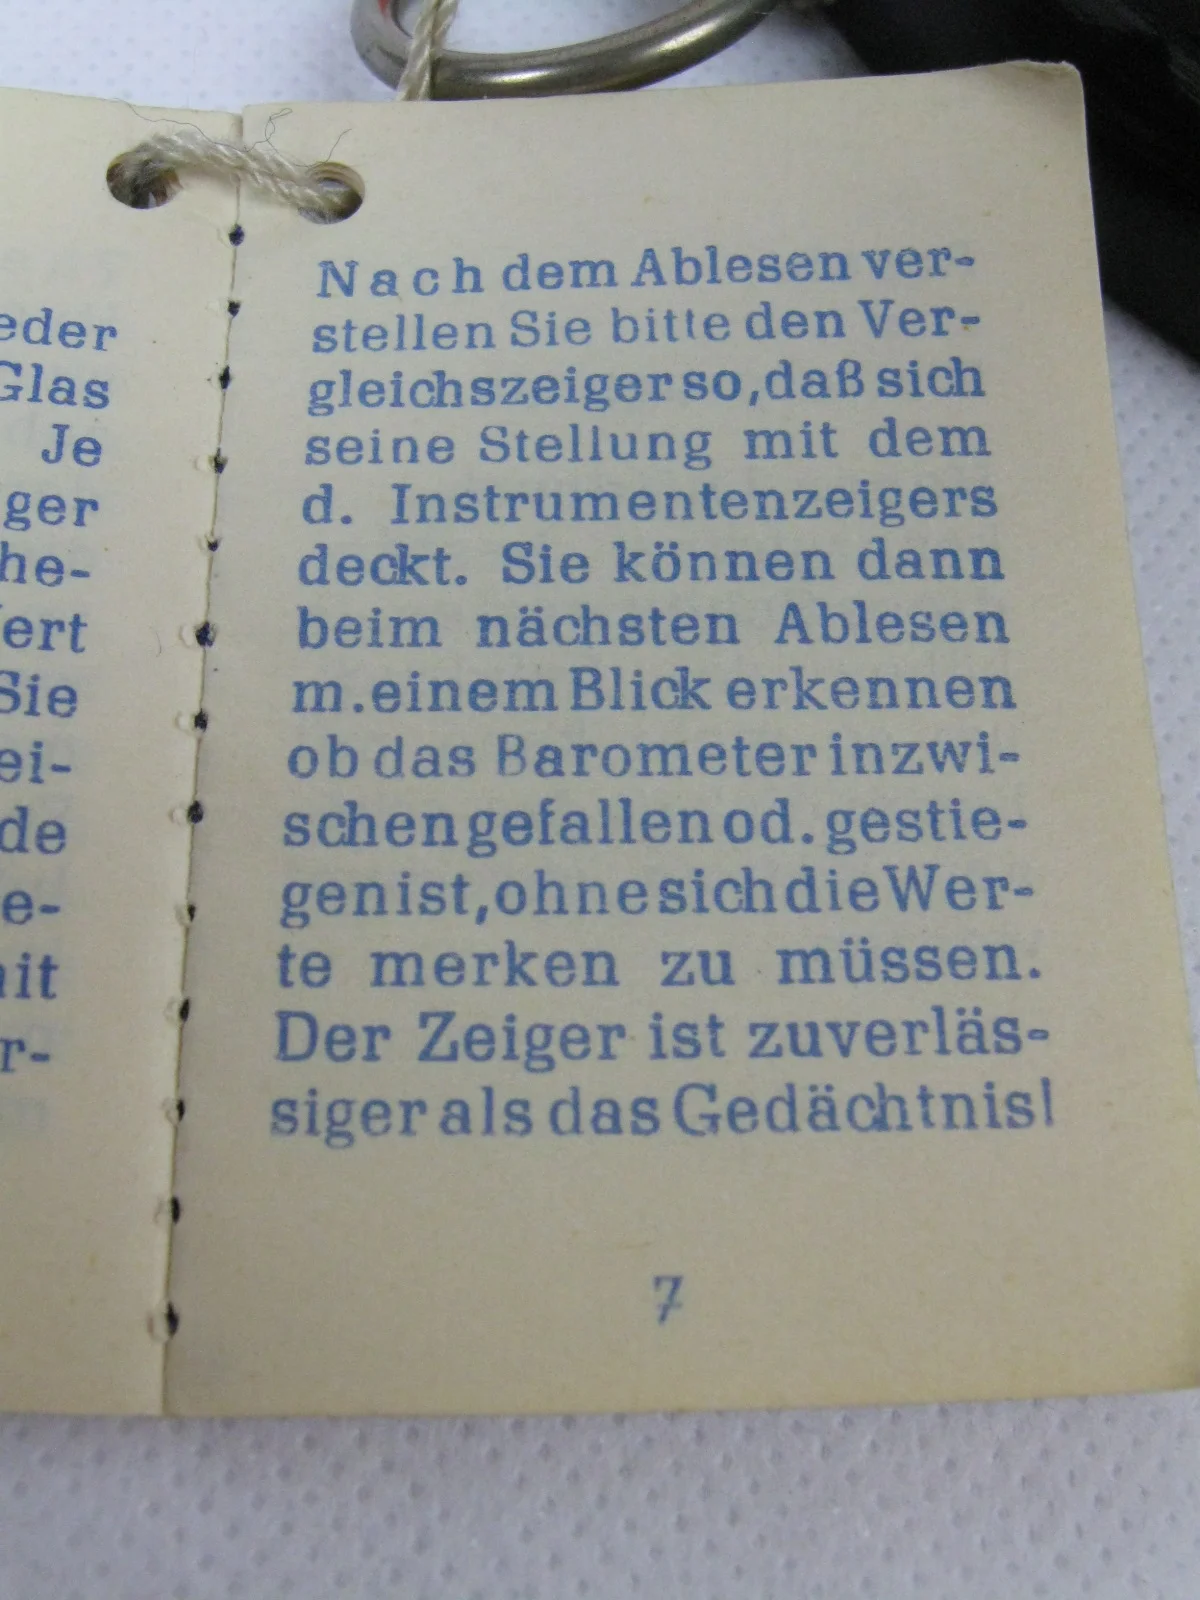 eder
Glas
Je
ger
he-
ert
Sie
ei-
de
e-
it
r-
Nach dem Ablesen ver-
stellen Sie bitte den Ver-
gleichszeiger so, daß sich
seine Stellung mit dem
d. Instrumentenzeigers
deckt. Sie können dann
beim nächsten Ablesen
m. einem Blick erkennen
ob das Barometer inzwi-
schen gefallen od. gestie-
gen ist, ohne sich die Wer-
te merken zu müssen.
Der Zeiger ist zuverläs-
siger als das Gedächtnis!
7